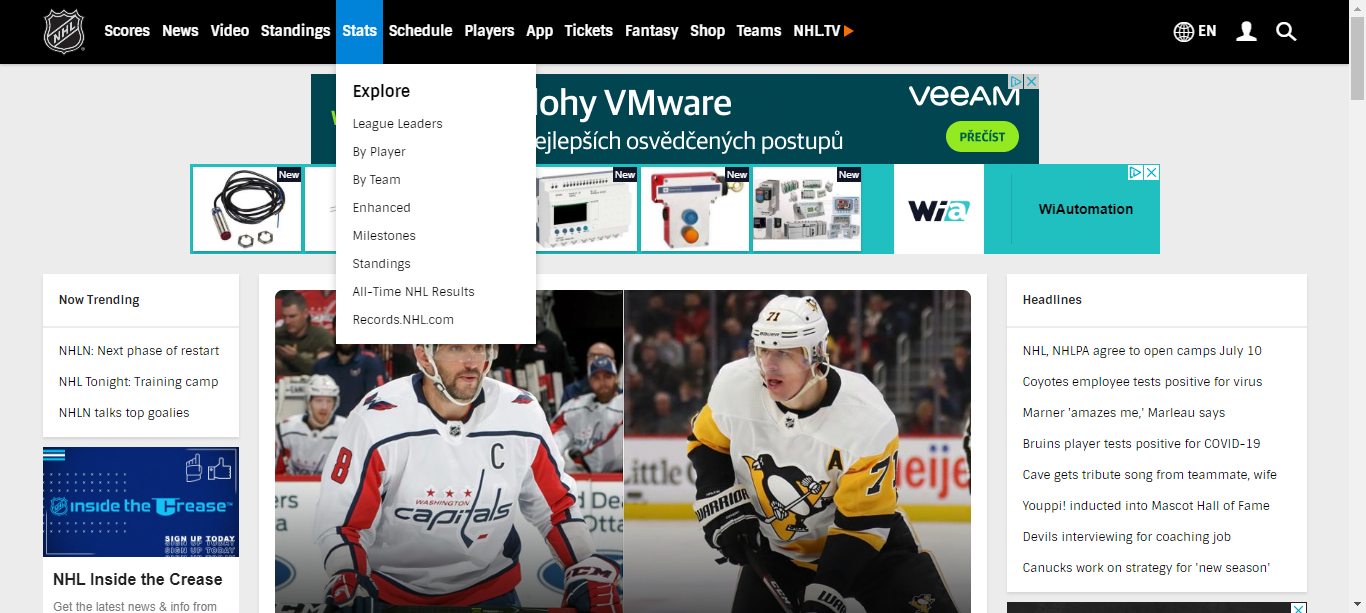 NHL
Scores News Video Standings Stats Schedule Players App Tickets Fantasy Shop Teams NHL.TV EN
Explore
League Leaders
By Player
By Team
Enhanced
Milestones
Standings
All-Time NHL Results
Records.NHL.com
lohy VMware
ejlepších osvědčených postupů
veeAM
PŘEČÍST
New
New
New
New
WiA
WiAutomation
Now Trending
NHLN: Next phase of restart
NHL Tonight: Training camp
NHLN talks top goalies
inside the Crease
SIGN UP TODAY
SIGN UP TODAY
SIGN UP TODAY
NHL Inside the Crease
Get the latest news & info from
8
C
WASHINGTON
capitals
ers
A
d De
Otta
71
A
71
WARRIOR
WARRIOR
Little C
eije
Headlines
NHL, NHLPA agree to open camps July 10
Coyotes employee tests positive for virus
Marner 'amazes me,' Marleau says
Bruins player tests positive for COVID-19
Cave gets tribute song from teammate, wife
Youppi! inducted into Mascot Hall of Fame
Devils interviewing for coaching job
Canucks work on strategy for 'new season'
CCM